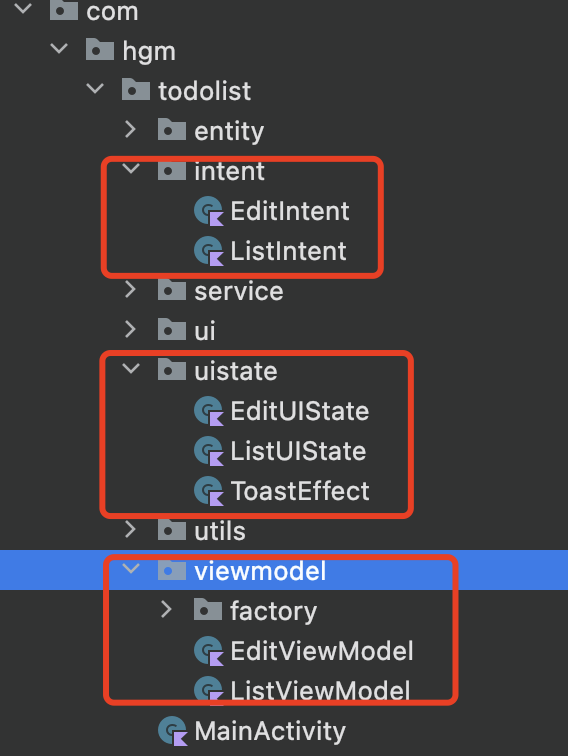 com
hgm
todolist
entity
intent
EditIntent
ListIntent
service
ui
uistate
EditUIState
ListUIState
ToastEffect
utils
viewmodel
factory
EditViewModel
ListViewModel
MainActivity